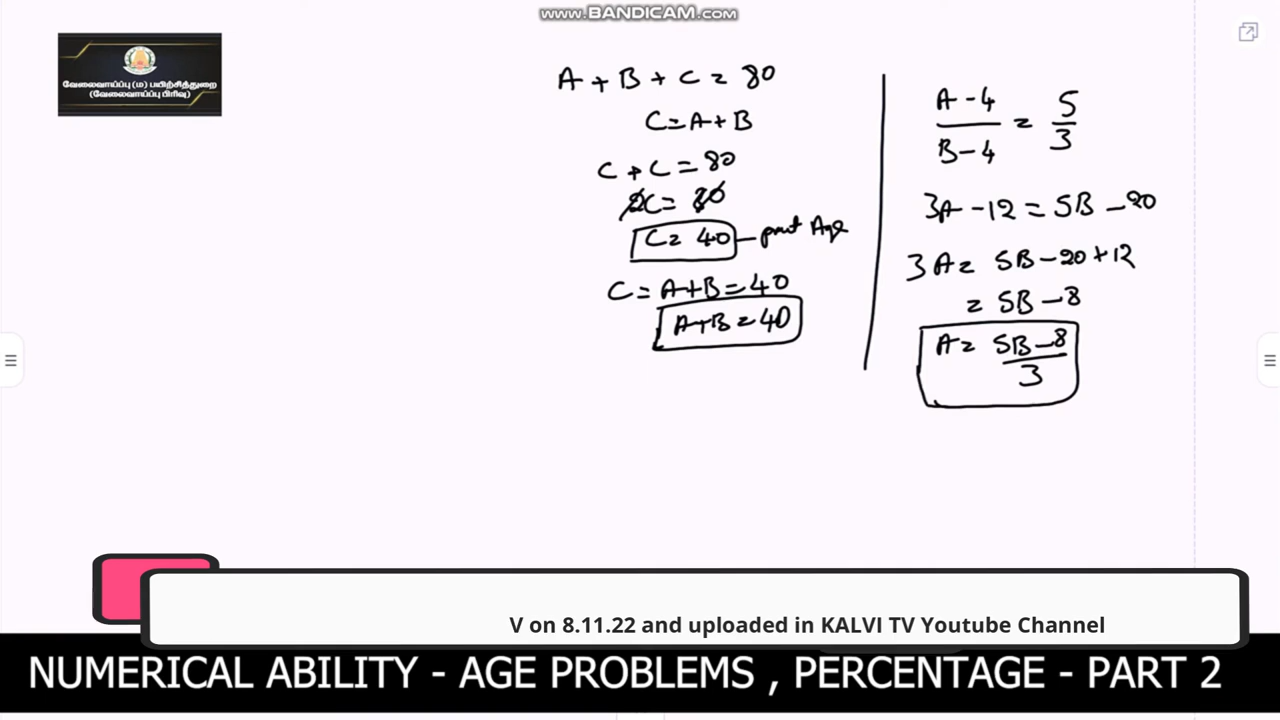 www.BANDICAM.com
வேலைவாய்ப்பு (ம) பயிற்சித்துறை
(வேலைவாய்ப்பு பிரிவு)
A + B + C = 80
C = A + B
C + C = 80
2C = 80
C = 40 — prnt Age
C = A + B = 40
A + B = 40
A - 4
B - 4
=
5
3
3A - 12 = 5B - 20
3A = 5B - 20 + 12
= 5B - 8
A = 5B - 8
3
V on 8.11.22 and uploaded in KALVI TV Youtube Channel
NUMERICAL ABILITY - AGE PROBLEMS , PERCENTAGE - PART 2